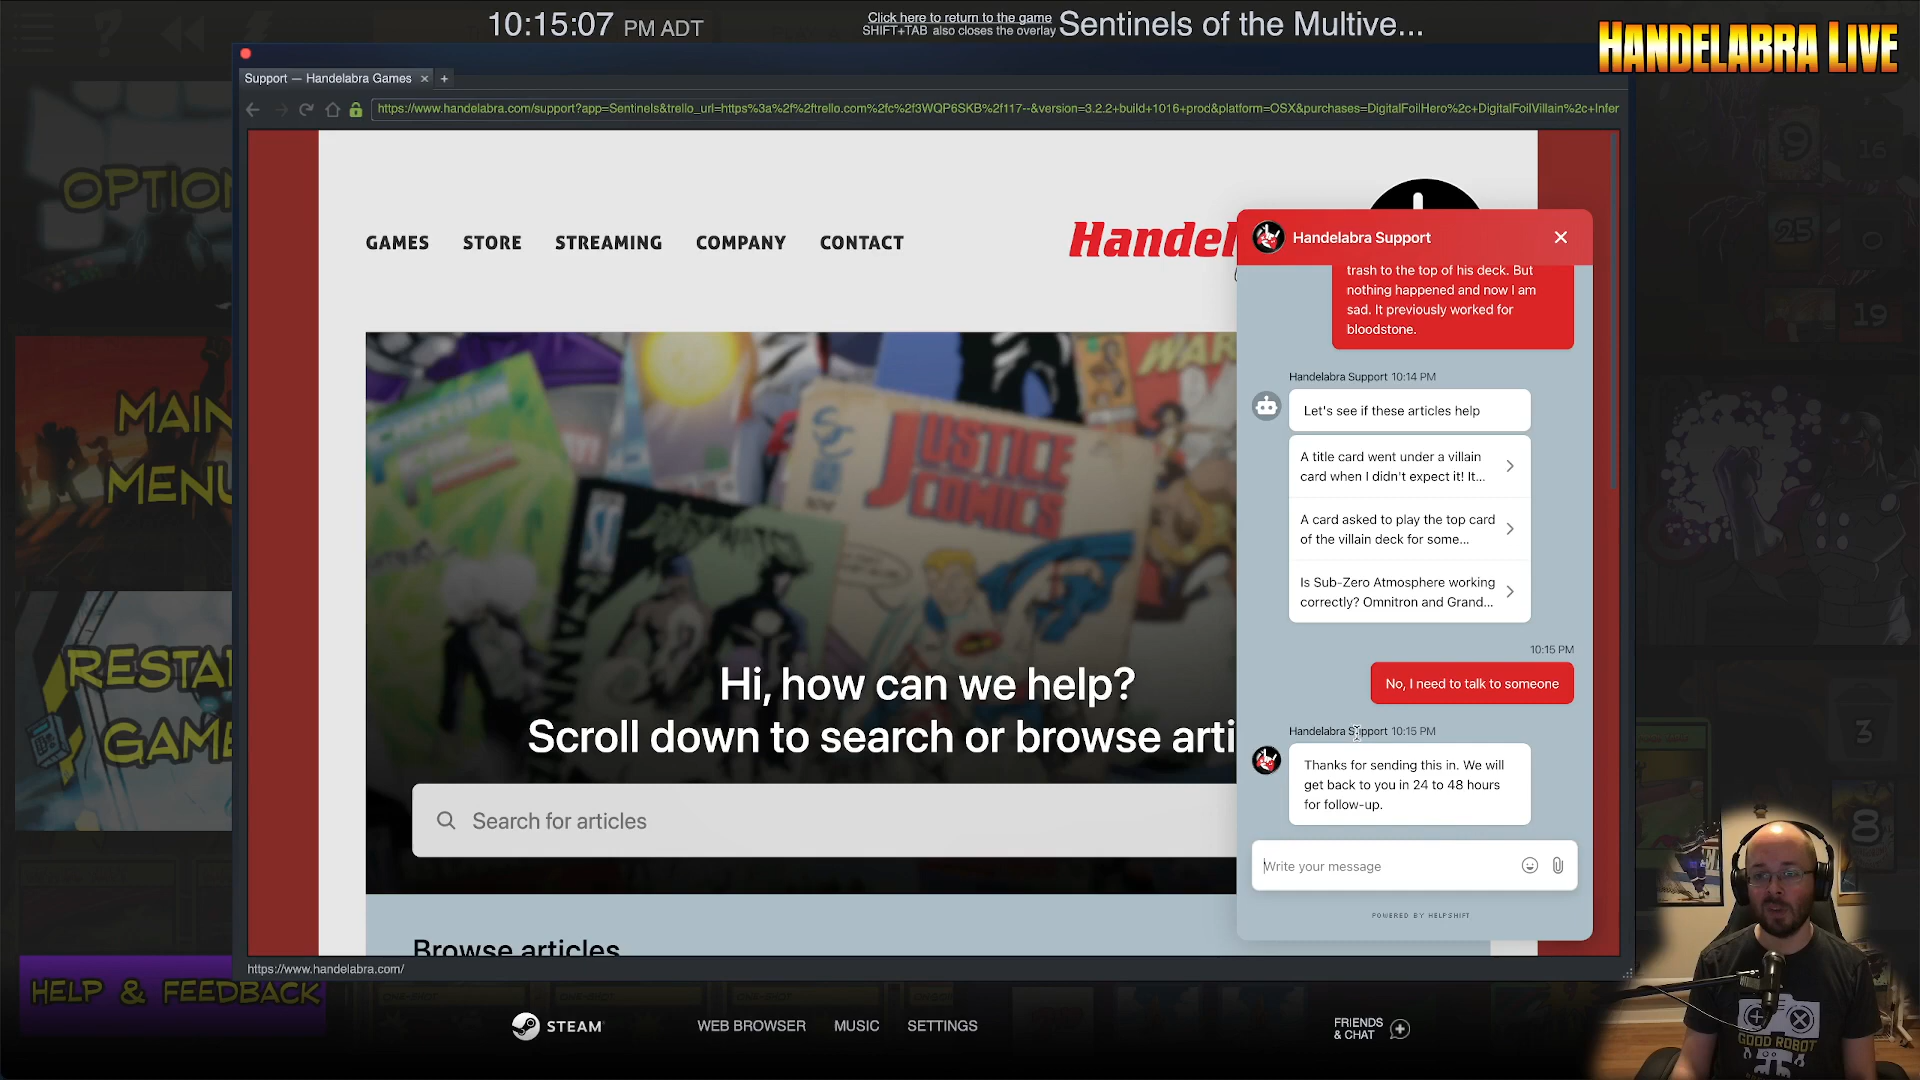 10:15:07 PM ADT
Click here to return to the game
SHIFT+TAB also closes the overlay
Sentinels of the Multive...
HANDELABRA LIVE
Support — Handelabra Games
https://www.handelabra.com/support?app=Sentinels&trello_url=https%3a%2f%2ftrello.com%2fc%2f3WQP6SKB%2f117--&version=3.2.2+build+1016+prod&platform=OSX&purchases=DigitalFoilHero%2c+DigitalFoilVillain%2c+Infer
GAMES STORE STREAMING COMPANY CONTACT
Handel
Handelabra Support
trash to the top of his deck. But
nothing happened and now I am
sad. It previously worked for
bloodstone.
Handelabra Support 10:14 PM
Let's see if these articles help
A title card went under a villain
card when I didn't expect it! It...
A card asked to play the top card
of the villain deck for some...
Is Sub-Zero Atmosphere working
correctly? Omnitron and Grand...
10:15 PM
No, I need to talk to someone
Handelabra Support 10:15 PM
Thanks for sending this in. We will
get back to you in 24 to 48 hours
for follow-up.
Write your message
POWERED BY HELPSHIFT
JUSTICE
COMICS
WAR
Hi, how can we help?
Scroll down to search or browse arti
Search for articles
Browse articles
https://www.handelabra.com/
OPTION
MAIN
MENU
RESTA
GAME
HELP & FEEDBACK
9
16
25
0
19
3
8
STEAM
WEB BROWSER MUSIC SETTINGS
FRIENDS
& CHAT
GOOD ROBOT